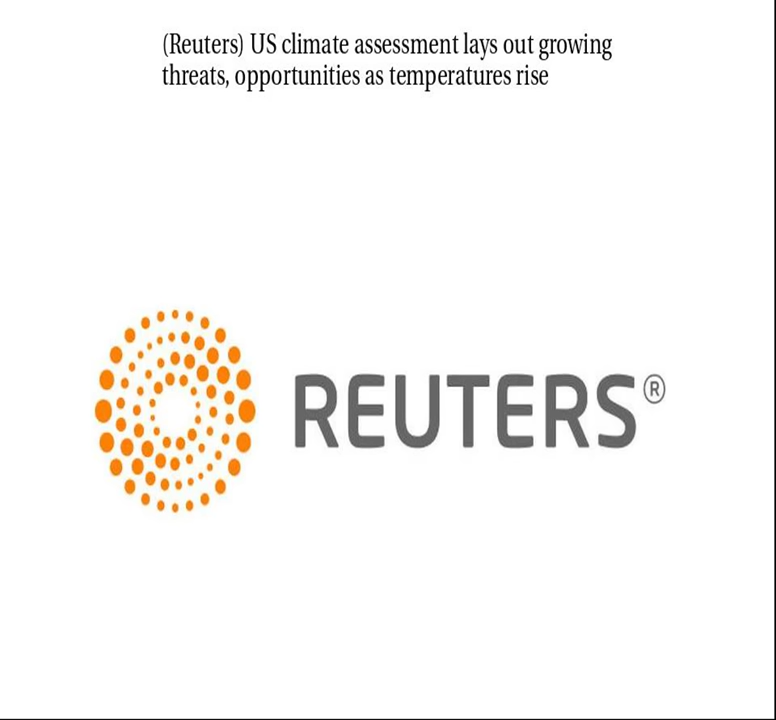 (Reuters) US climate assessment lays out growing
threats, opportunities as temperatures rise
REUTERS®